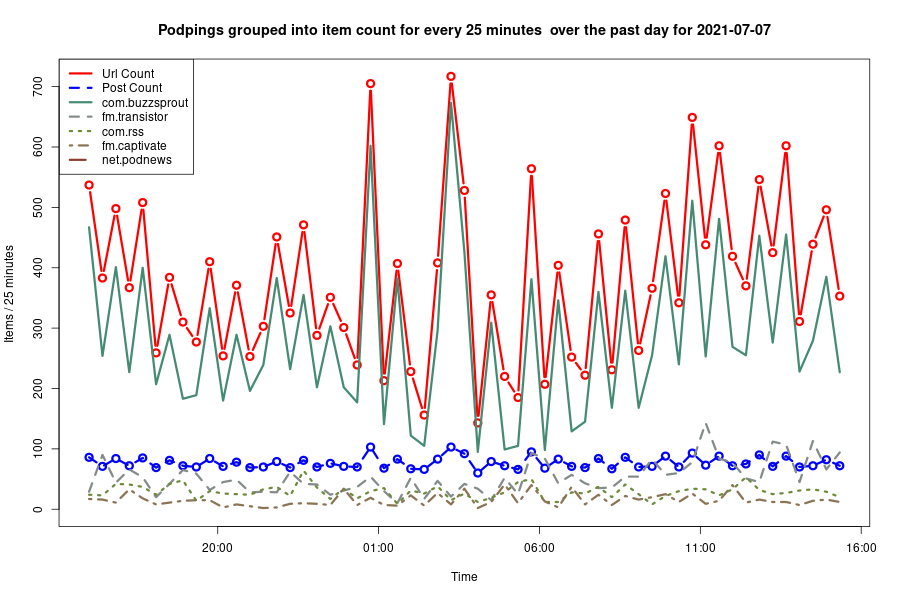 Podpings grouped into item count for every 25 minutes  over the past day for 2021-07-07
Url Count
Post Count
com.buzzsprout
fm.transistor
com.rss
fm.captivate
net.podnews
Items / 25 minutes
700
600
500
400
300
200
100
0
20:00
01:00
06:00
11:00
16:00
Time